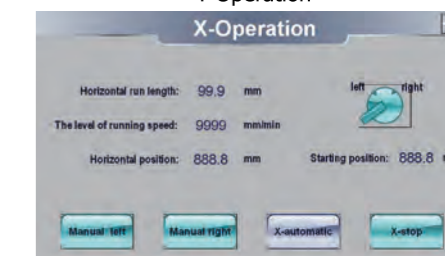 X-Operation
Horizontal run length: 99.9 mm
left right
The level of running speed: 9999 mm/min
Horizontal position: 888.8 mm Starting position: 888.8
Manual left Manual right X-automatic X-stop